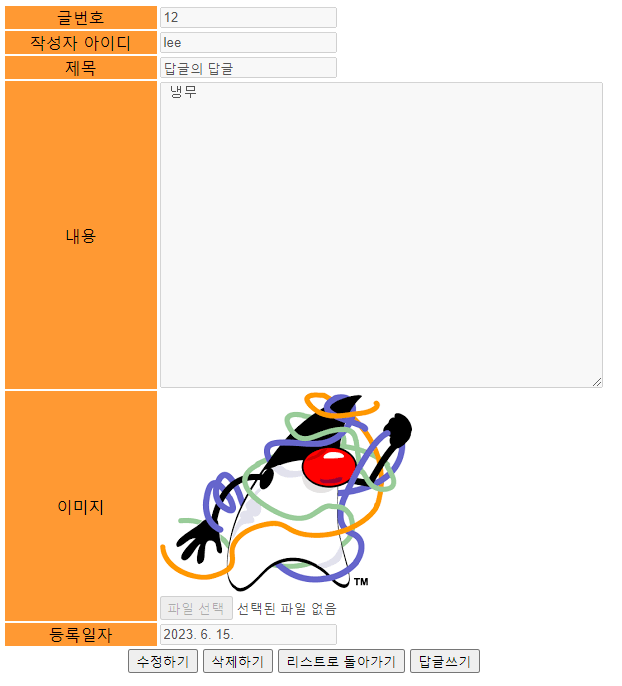 글번호 12
작성자 아이디 lee
제목 답글의 답글
내용 냉무
이미지
TM
파일 선택 선택된 파일 없음
등록일자 2023. 6. 15.
수정하기 삭제하기 리스트로 돌아가기 답글쓰기